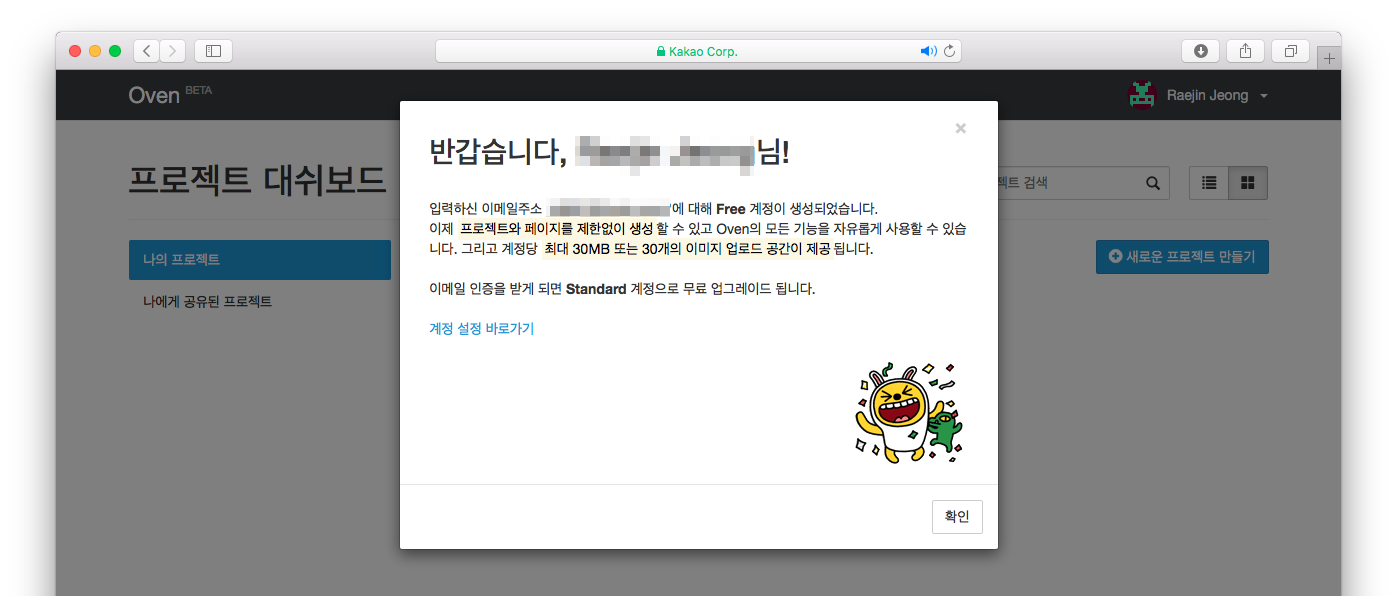 Kakao Corp.
Oven BETA
Raejin Jeong
프로젝트 대쉬보드
젝트 검색
나의 프로젝트
나에게 공유된 프로젝트
새로운 프로젝트 만들기
반갑습니다, 님!
입력하신 이메일주소 '에 대해 Free 계정이 생성되었습니다.
이제 프로젝트와 페이지를 제한없이 생성 할 수 있고 Oven의 모든 기능을 자유롭게 사용할 수 있습
니다. 그리고 계정당 최대 30MB 또는 30개의 이미지 업로드 공간이 제공 됩니다.
이메일 인증을 받게 되면 Standard 계정으로 무료 업그레이드 됩니다.
계정 설정 바로가기
확인